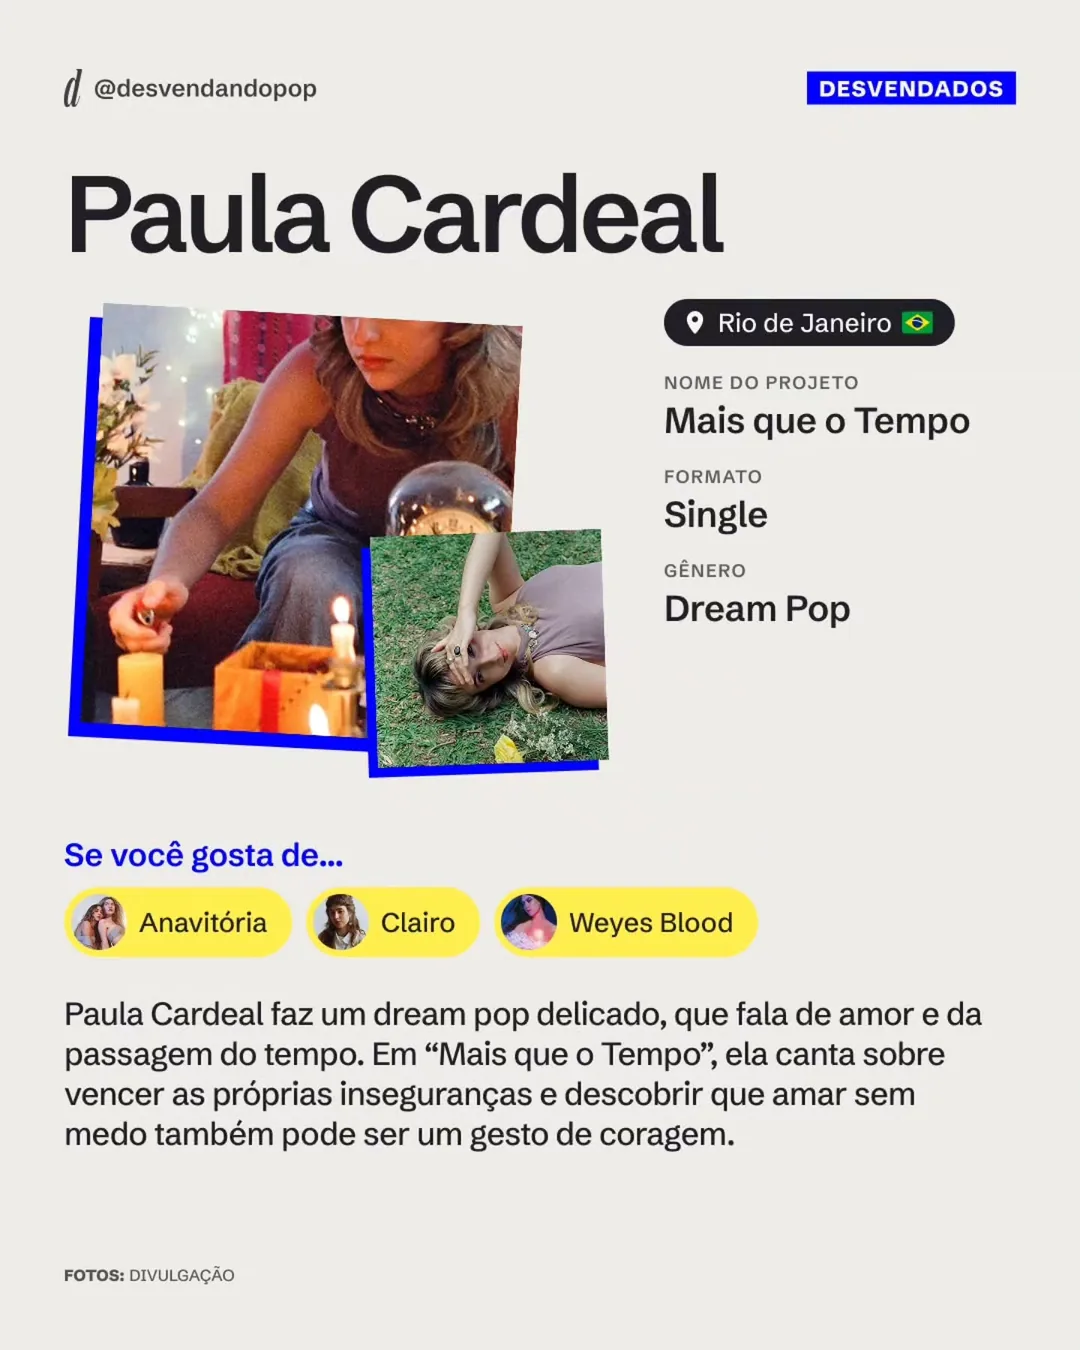 d @desvendandopop
DESVENDADOS
Paula Cardeal
Rio de Janeiro
NOME DO PROJETO
Mais que o Tempo
FORMATO
Single
GÊNERO
Dream Pop
Se você gosta de...
Anavitória
Clairo
Weyes Blood
Paula Cardeal faz um dream pop delicado, que fala de amor e da
passagem do tempo. Em “Mais que o Tempo”, ela canta sobre
vencer as próprias inseguranças e descobrir que amar sem
medo também pode ser um gesto de coragem.
FOTOS: DIVULGAÇÃO